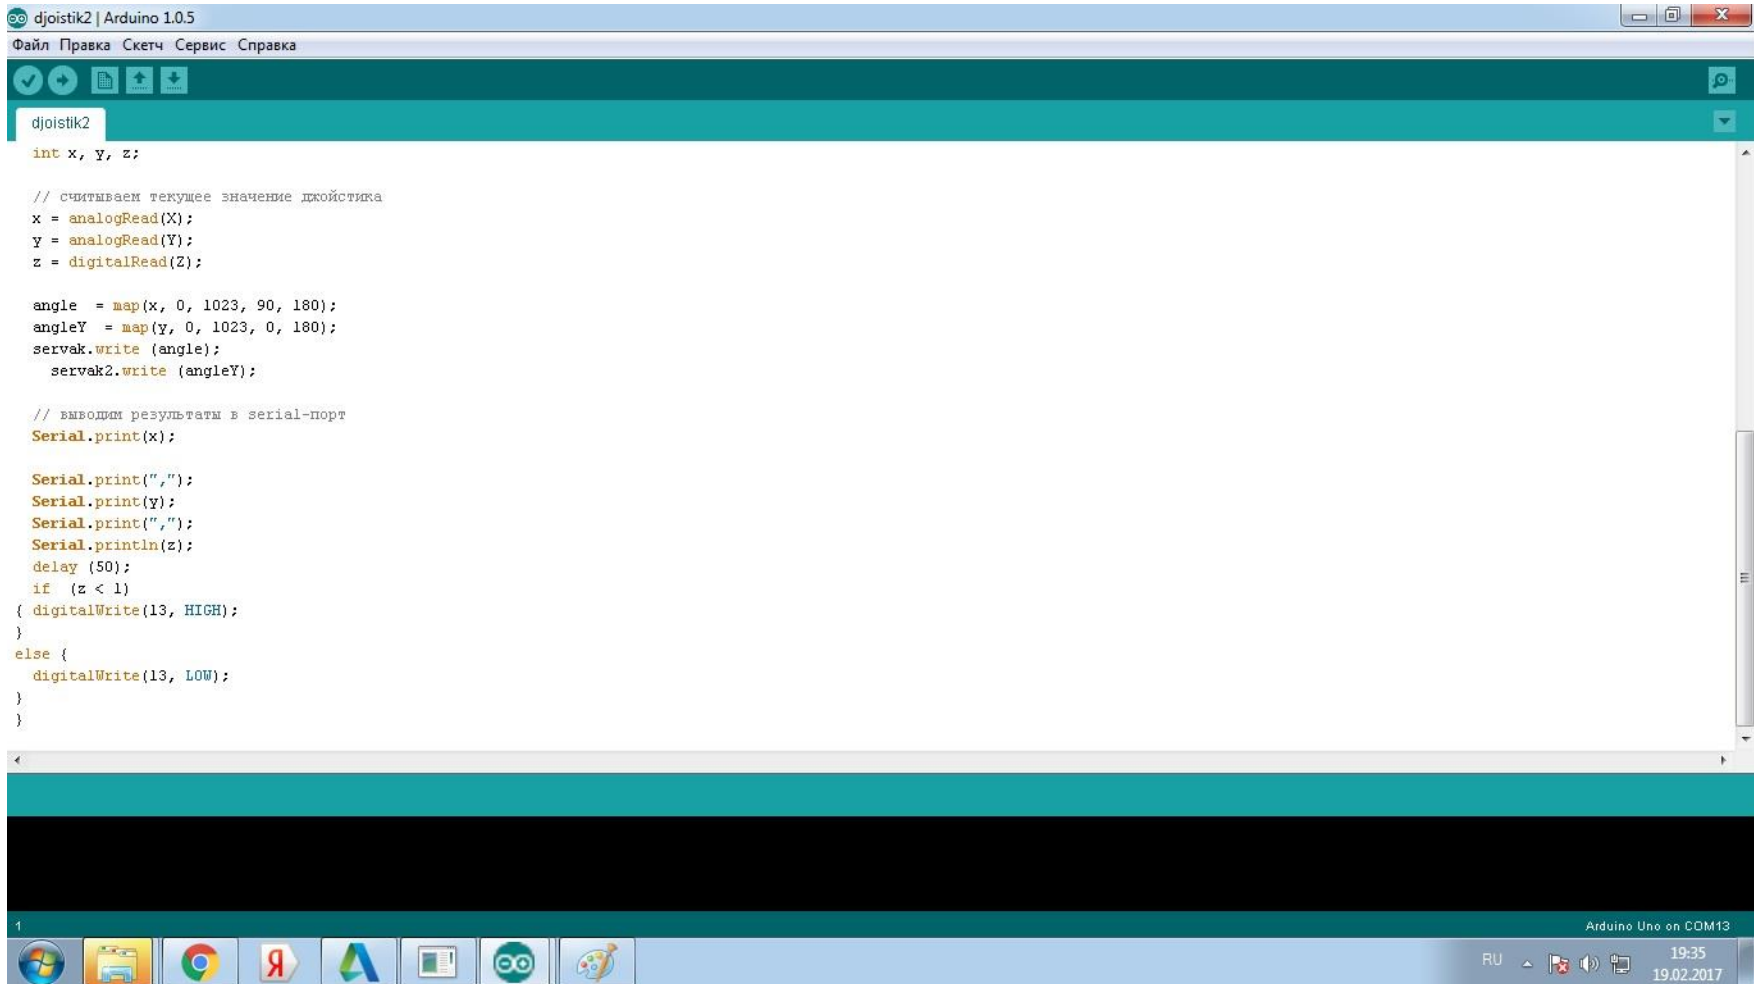 djoistik2 | Arduino 1.0.5
Файл Правка Скетч Сервис Справка
djoistik2
int x, y, z;
// считываем текущее значение джойстика
x = analogRead(X);
y = analogRead(Y);
z = digitalRead(Z);
angle  = map(x, 0, 1023, 90, 180);
angleY  = map(y, 0, 1023, 0, 180);
servak.write (angle);
servak2.write (angleY);
// выводим результаты в serial-порт
Serial.print(x);
Serial.print(",");
Serial.print(y);
Serial.print(",");
Serial.println(z);
delay (50);
if  (z < 1)
{ digitalWrite(13, HIGH);
}
else {
digitalWrite(13, LOW);
}
}
1
Arduino Uno on COM13
Я
RU
19:35
19.02.2017